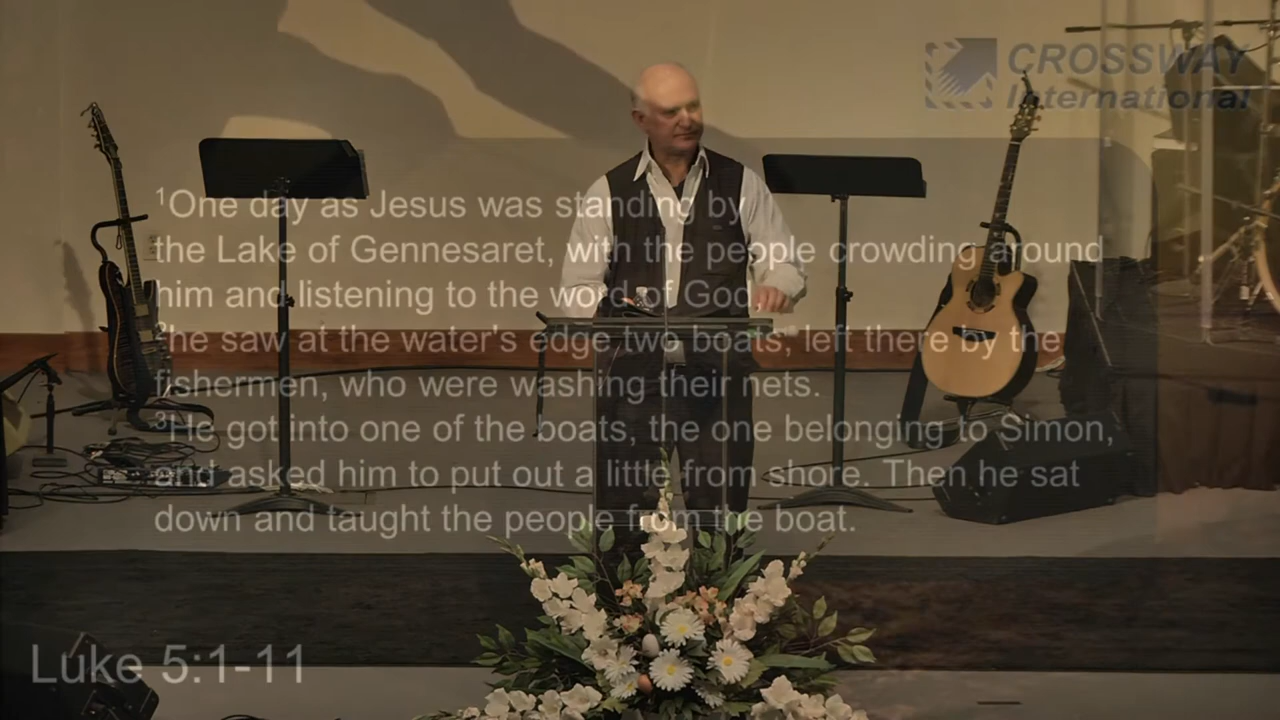 CROSSWAY
International
¹One day as Jesus was standing by
the Lake of Gennesaret, with the people crowding around
him and listening to the word of God,
²he saw at the water's edge two boats, left there by the
fishermen, who were washing their nets.
³He got into one of the boats, the one belonging to Simon,
and asked him to put out a little from shore. Then he sat
down and taught the people from the boat.
Luke 5:1-11